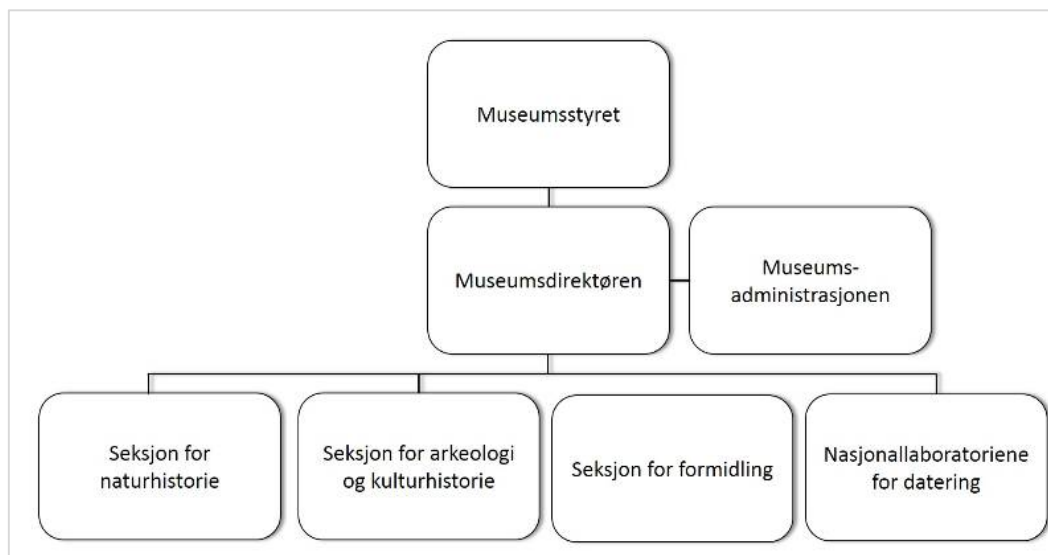 Museumsstyret
Museumsdirektøren
Museums-
administrasjonen
Seksjon for
naturhistorie
Seksjon for arkeologi
og kulturhistorie
Seksjon for formidling
Nasjonallaboratoriene
for datering